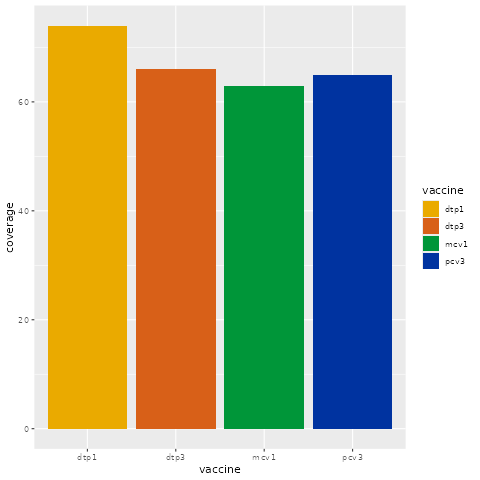 coverage
60
40
20
0
dtp1 dtp3 mcv1 pcv3
vaccine
vaccine
dtp1
dtp3
mcv1
pcv3